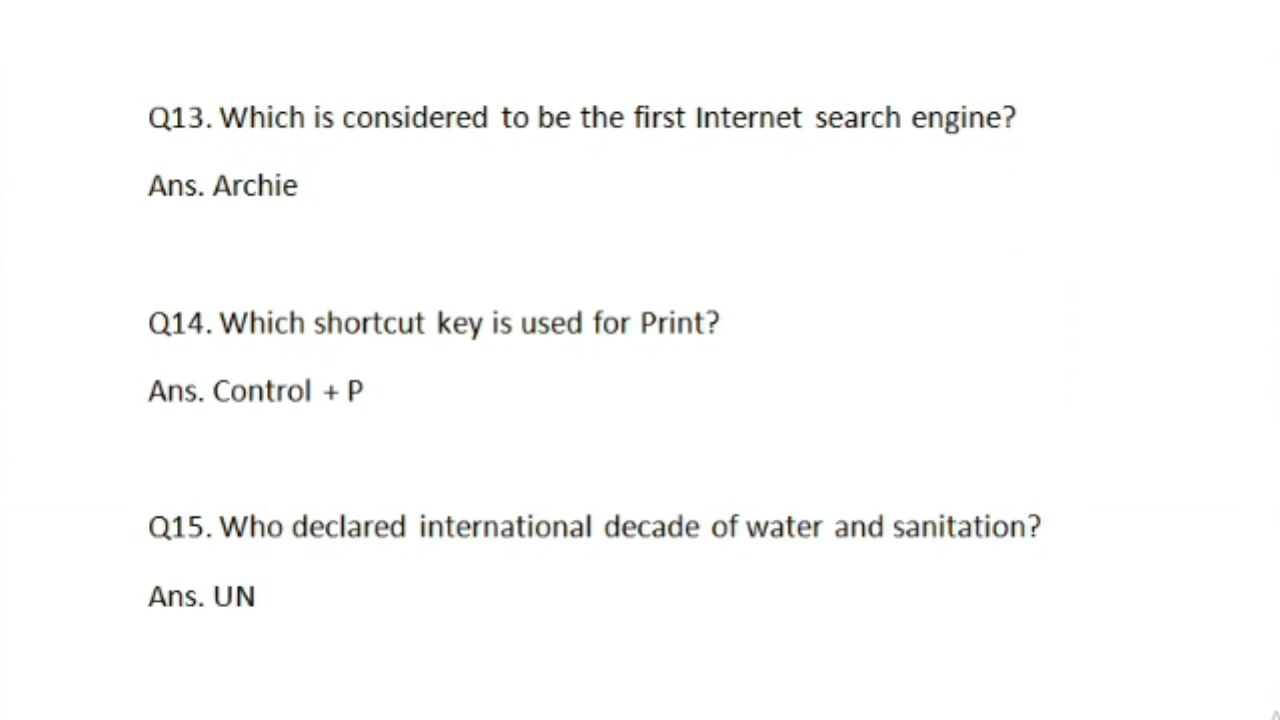 Q13. Which is considered to be the first Internet search engine?
Ans. Archie
Q14. Which shortcut key is used for Print?
Ans. Control + P
Q15. Who declared international decade of water and sanitation?
Ans. UN